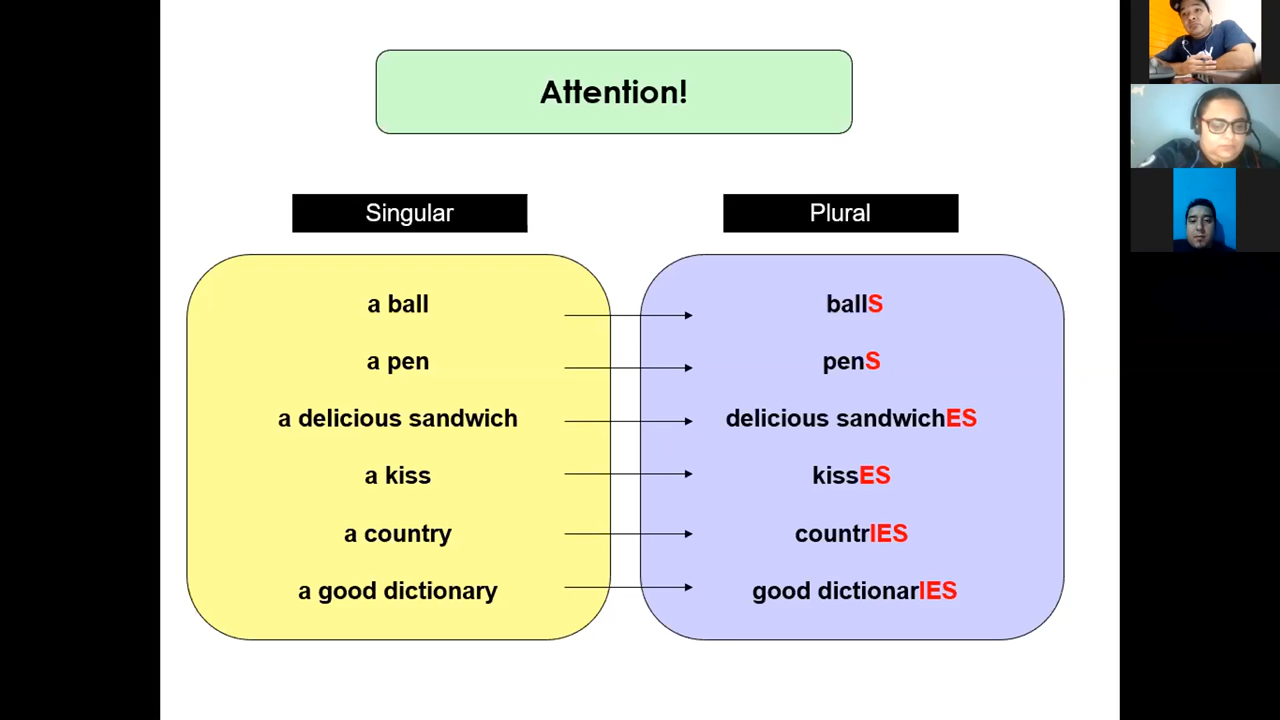 Attention!
Singular
Plural
a ball
ballS
a pen
penS
a delicious sandwich
delicious sandwichES
a kiss
kissES
a country
countrIES
a good dictionary
good dictionarIES